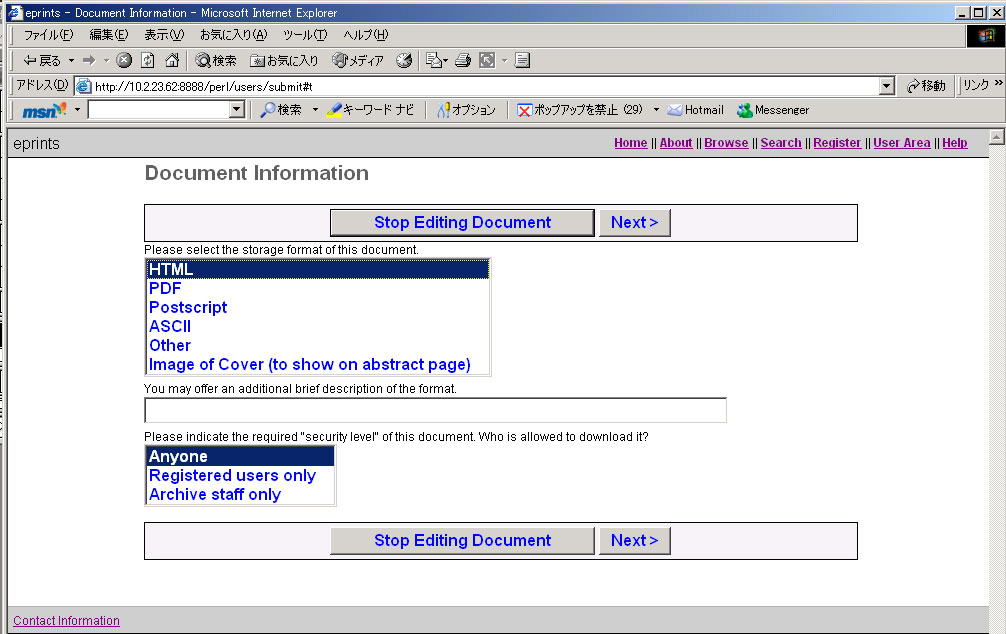 eprints - Document Information - Microsoft Internet Explorer
ファイル(F) 編集(E) 表示(V) お気に入り(A) ツール(T) ヘルプ(H)
戻る 検索 お気に入り メディア
アドレス(D) http://10.2.23.62:8888/perl/users/submit#t 移動 リンク »
msn 検索 キーワード ナビ オプション ポップアップを禁止 (29) Hotmail Messenger
eprints Home || About || Browse || Search || Register || User Area || Help
Document Information
Stop Editing Document Next >
Please select the storage format of this document.
HTML
PDF
Postscript
ASCII
Other
Image of Cover (to show on abstract page)
You may offer an additional brief description of the format.
Please indicate the required "security level" of this document. Who is allowed to download it?
Anyone
Registered users only
Archive staff only
Stop Editing Document Next >
Contact Information